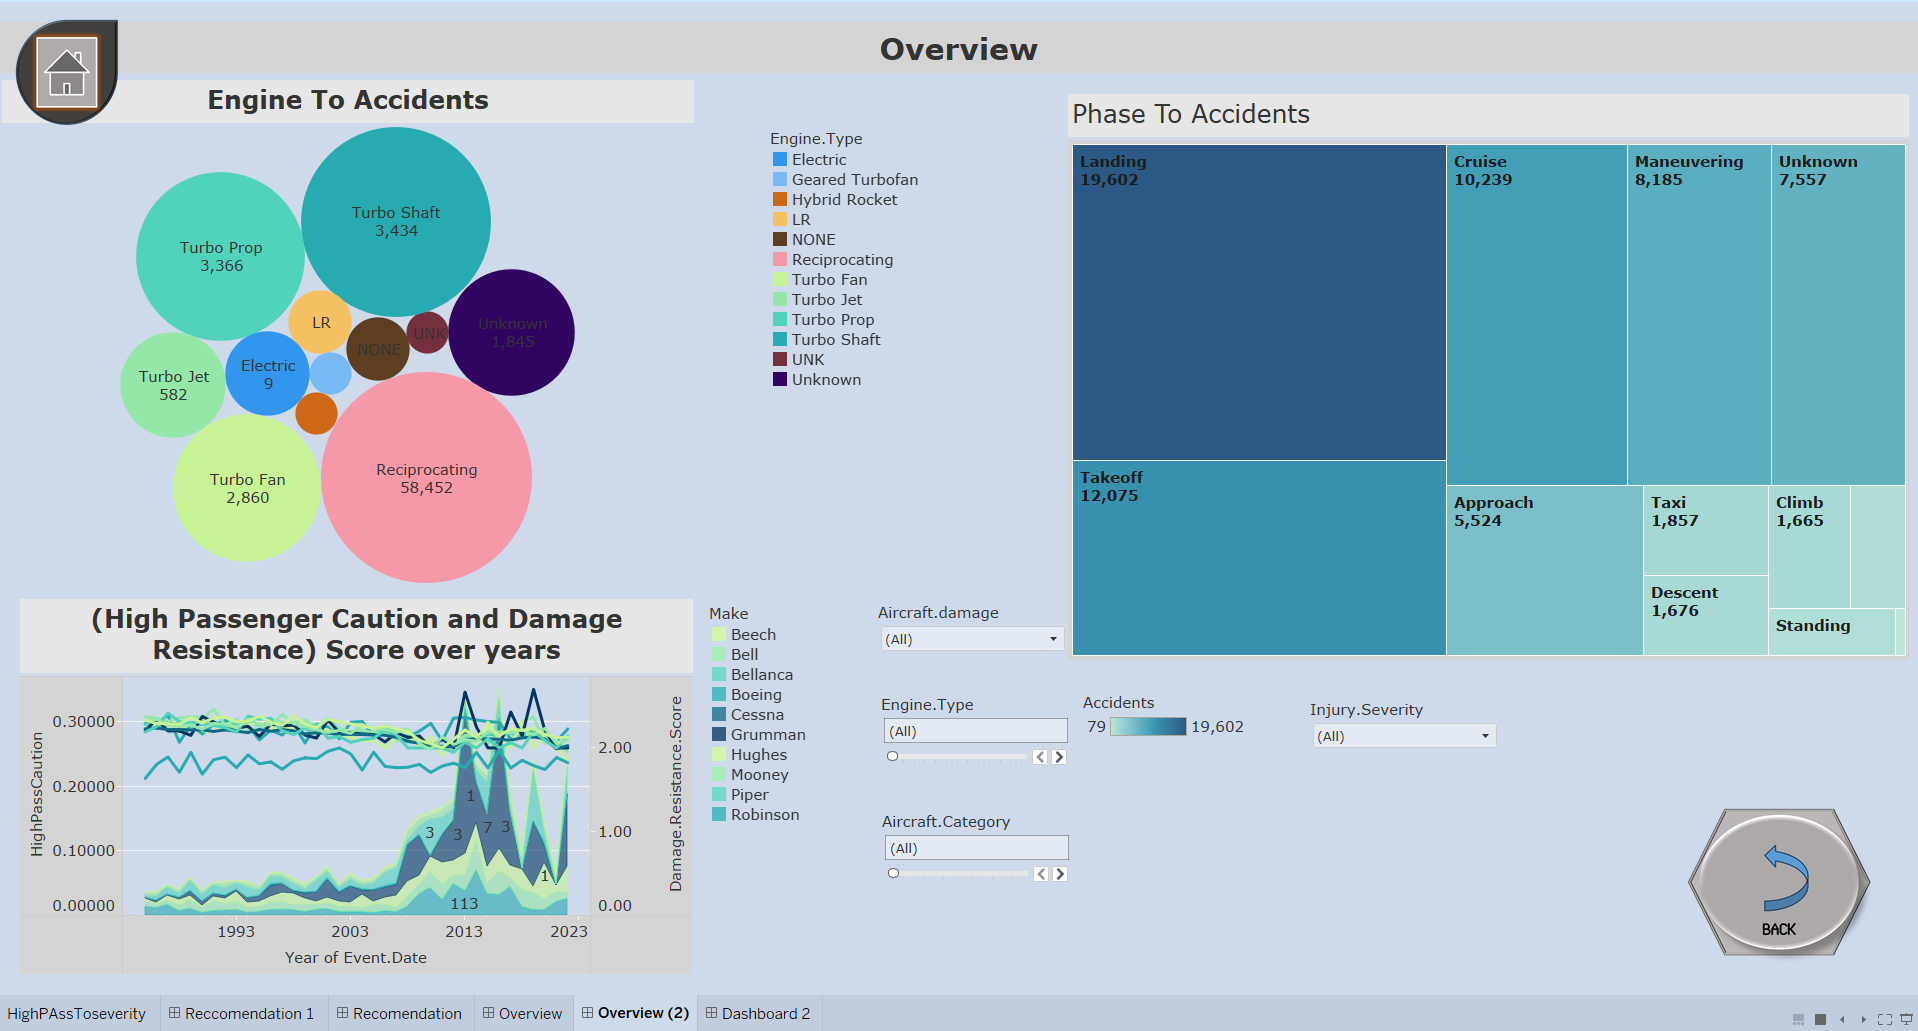 Overview
Engine To Accidents
Turbo Shaft
3,434
Turbo Prop
3,366
LR
NONE
UNK
Unknown
1,845
Electric
9
Turbo Jet
582
Turbo Fan
2,860
Reciprocating
58,452
Engine.Type
Electric
Geared Turbofan
Hybrid Rocket
LR
NONE
Reciprocating
Turbo Fan
Turbo Jet
Turbo Prop
Turbo Shaft
UNK
Unknown
Phase To Accidents
Landing
19,602
Cruise
10,239
Maneuvering
8,185
Unknown
7,557
Takeoff
12,075
Approach
5,524
Taxi
1,857
Climb
1,665
Descent
1,676
Standing
(High Passenger Caution and Damage
Resistance) Score over years
HighPassCaution
0.30000
0.20000
0.10000
0.00000
3
1
3
7
3
1
113
2.00
1.00
0.00
Damage.Resistance.Score
1993
2003
2013
2023
Year of Event.Date
Make
Beech
Bell
Bellanca
Boeing
Cessna
Grumman
Hughes
Mooney
Piper
Robinson
Aircraft.damage
(All)
Engine.Type
(All)
Aircraft.Category
(All)
Accidents
79
19,602
Injury.Severity
(All)
BACK
HighPAssToseverity
Reccomendation 1
Recomendation
Overview
Overview (2)
Dashboard 2